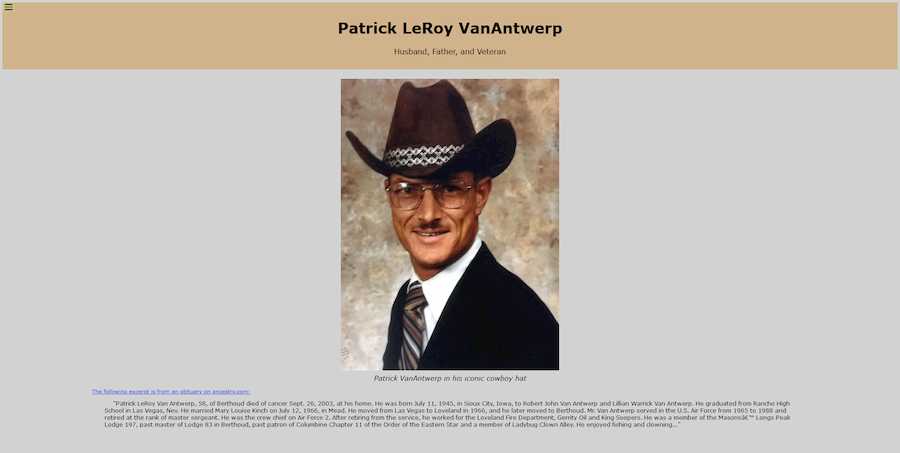 Patrick LeRoy VanAntwerp
Husband, Father, and Veteran
Patrick VanAntwerp in his iconic cowboy hat
The following excerpt is from an obituary on ancestry.com:
"Patrick LeRoy Van Antwerp, 58, of Berthoud died of cancer Sept. 26, 2003, at his home. He was born July 11, 1945, in Sioux City, Iowa, to Robert John Van Antwerp and Lillian Warrick Van Antwerp. He graduated from Rancho High
School in Las Vegas, Nev. He married Mary Louise Kinch on July 12, 1966, in Mead. He moved from Las Vegas to Loveland in 1966, and he later moved to Berthoud. Mr. Van Antwerp served in the U.S. Air Force from 1965 to 1988 and
retired at the rank of master sergeant. He was the crew chief on Air Force 2. After retiring from the service, he worked for the Loveland Fire Department, Gerrity Oil and King Soopers. He was a member of the Masonsâ€™ Longs Peak
Lodge 197, past master of Lodge 83 in Berthoud, past patron of Columbine Chapter 11 of the Order of the Eastern Star and a member of Ladybug Clown Alley. He enjoyed fishing and clowning..."